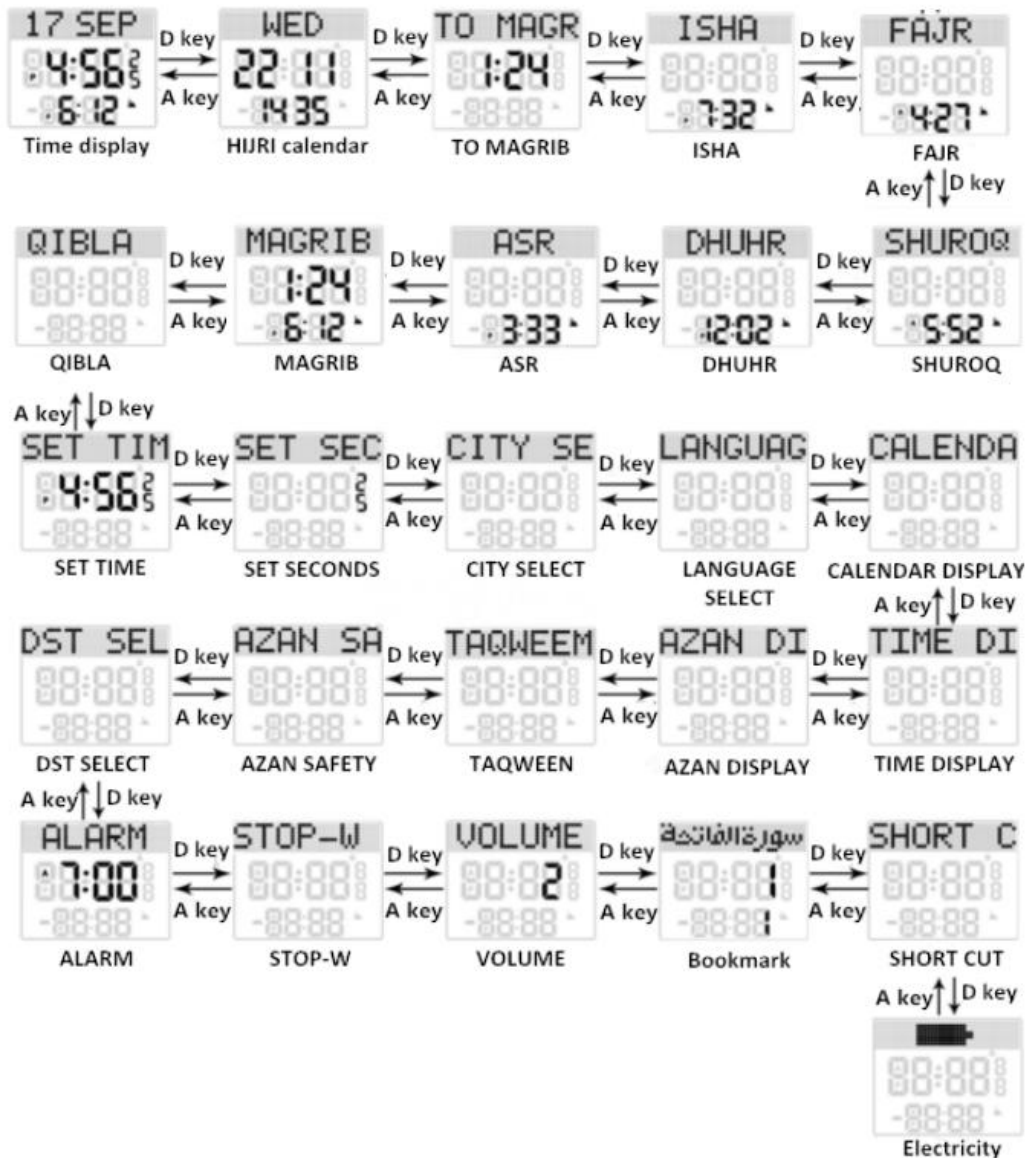 17 SEP D key WED D key TO MAGR D key ISHA D key FAJR
P 4:56 25 22 11 1:24
A key A key A key A key
P 6:12 1435 P 7:32 A 4:27
Time display HIJRI calendar TO MAGRIB ISHA FAJR
A key D key
QIBLA D key MAGRIB D key ASR D key DHUHR D key SHUROQ
1:24
A key A key A key A key
P 6:12 P 3:33 P 12:02 A 5:52
QIBLA MAGRIB ASR DHUHR SHUROQ
A key D key
SET TIM D key SET SEC D key CITY SE D key LANGUAG D key CALENDA
P 4:56 25 25
A key A key A key A key
SET TIME SET SECONDS CITY SELECT LANGUAGE SELECT CALENDAR DISPLAY
A key D key
DST SEL D key AZAN SA D key TAQWEEM D key AZAN DI D key TIME DI
A key A key A key A key
DST SELECT AZAN SAFETY TAQWEEN AZAN DISPLAY TIME DISPLAY
A key D key
ALARM D key STOP-W D key VOLUME D key سورةالفاتحة D key SHORT C
A 7:00 2 1
A key A key A key 1 A key
ALARM STOP-W VOLUME Bookmark SHORT CUT
A key D key
Electricity